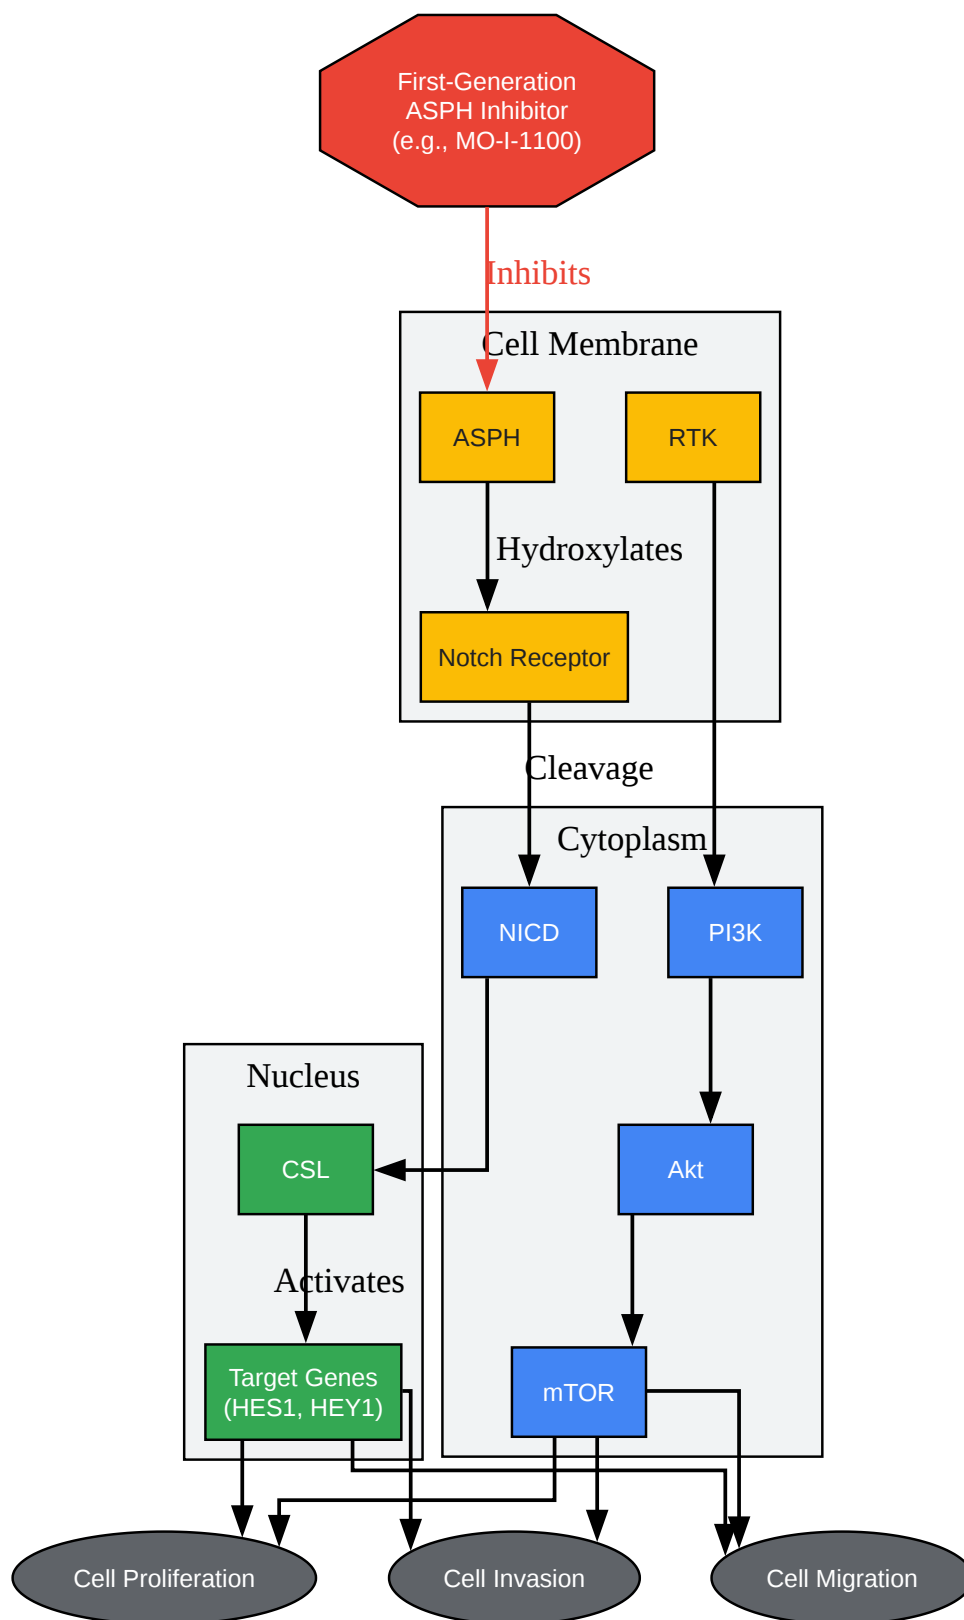 First-Generation
ASPH Inhibitor
(e.g., MO-I-1100)
Inhibits
Cell Membrane
ASPH
RTK
Hydroxylates
Notch Receptor
Cleavage
Cytoplasm
NICD
PI3K
Nucleus
CSL
Akt
Activates
Target Genes
(HES1, HEY1)
mTOR
Cell Proliferation
Cell Invasion
Cell Migration